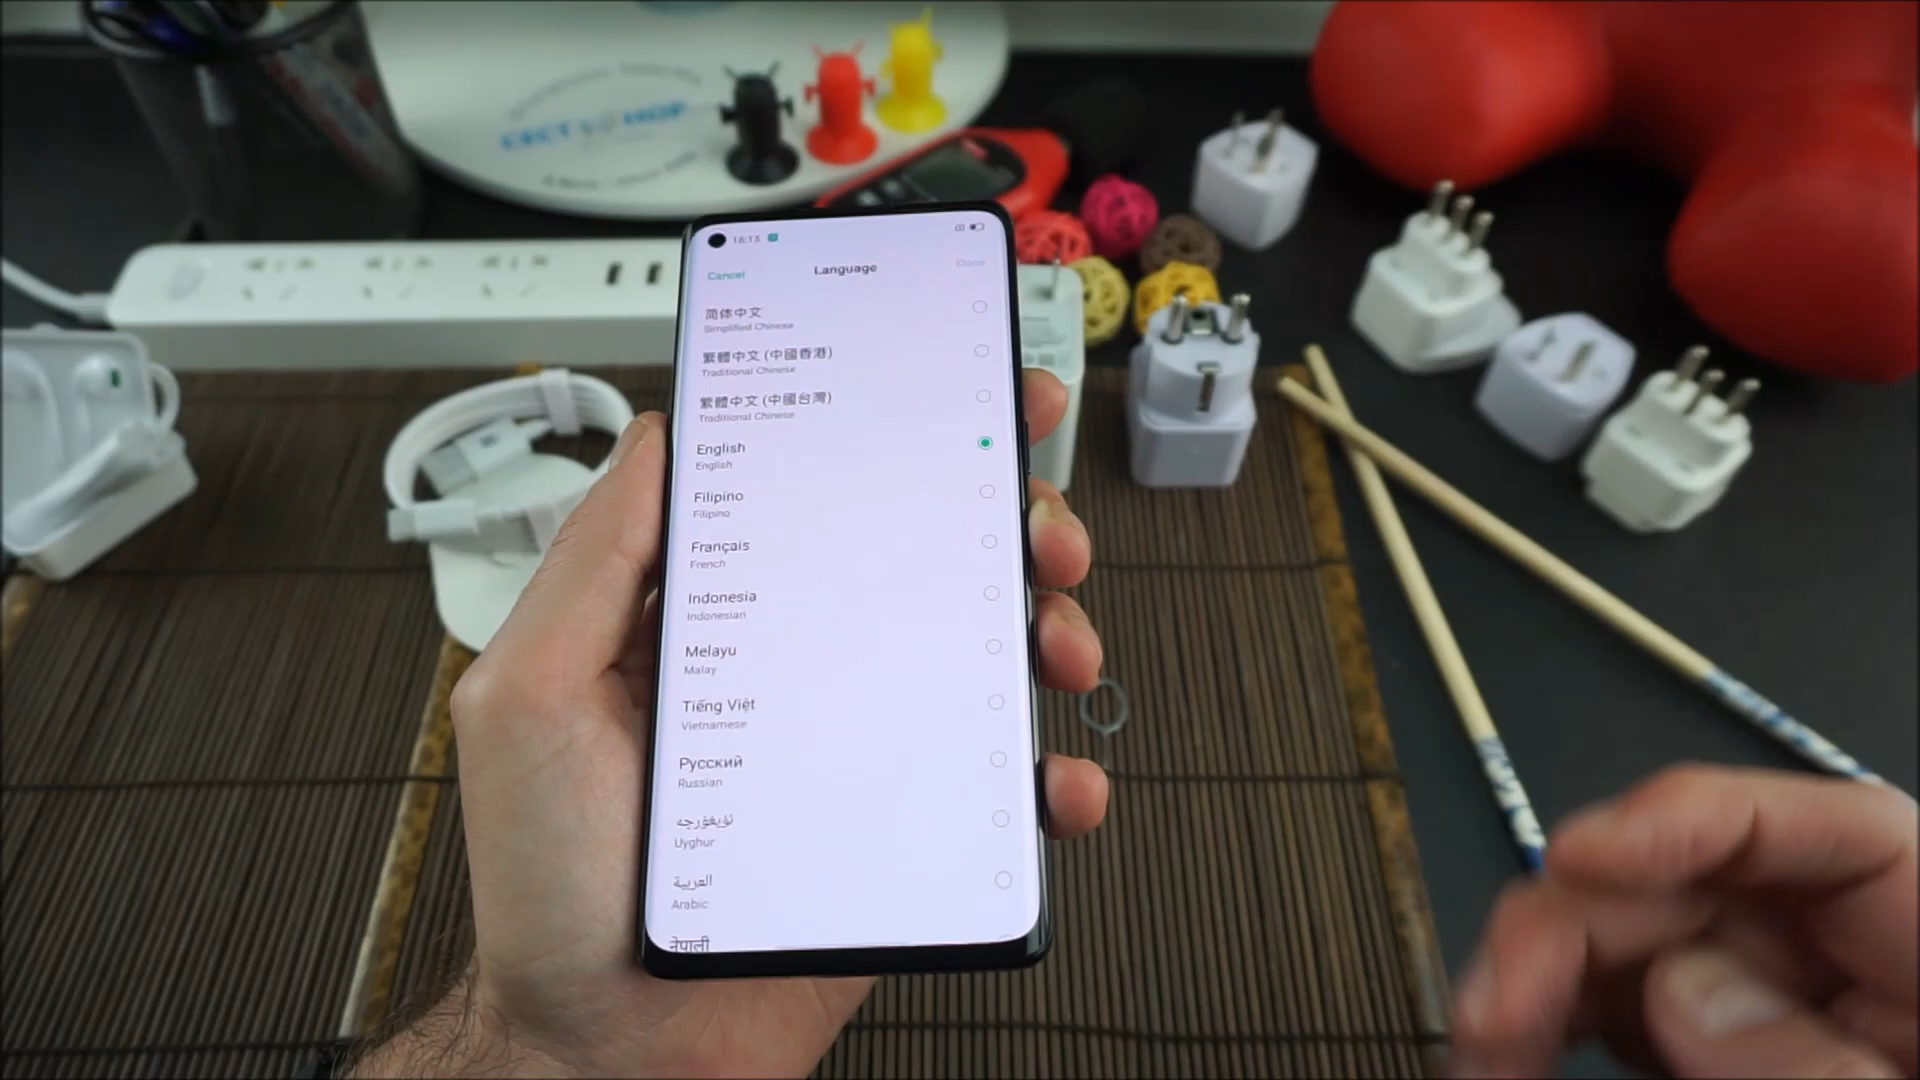 16:15
Cancel
Language
Done
简体中文
Simplified Chinese
繁體中文 (中國香港)
Traditional Chinese
繁體中文 (中國台灣)
Traditional Chinese
English
English
Filipino
Filipino
Français
French
Indonesia
Indonesian
Melayu
Malay
Tiếng Việt
Vietnamese
Русский
Russian
ئۇيغۇرچە
Uyghur
العربية
Arabic
नेपाली